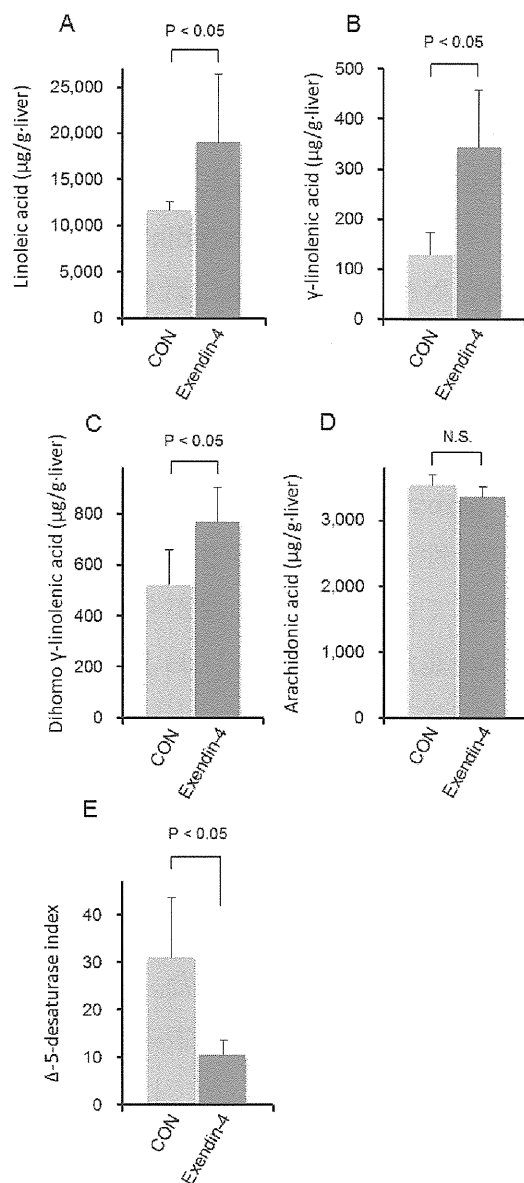 A
P < 0.05
Linoleic acid (μg/g·liver)
25,000
20,000
15,000
10,000
5,000
0
CON
Exendin-4
B
P < 0.05
γ-linolenic acid (μg/g·liver)
500
400
300
200
100
0
CON
Exendin-4
C
P < 0.05
Dihomo γ-linolenic acid (μg/g·liver)
800
600
400
200
0
CON
Exendin-4
D
N.S.
Arachidonic acid (μg/g·liver)
3,000
2,000
1,000
0
CON
Exendin-4
E
P < 0.05
Δ-5-desaturase index
40
30
20
10
0
CON
Exendin-4